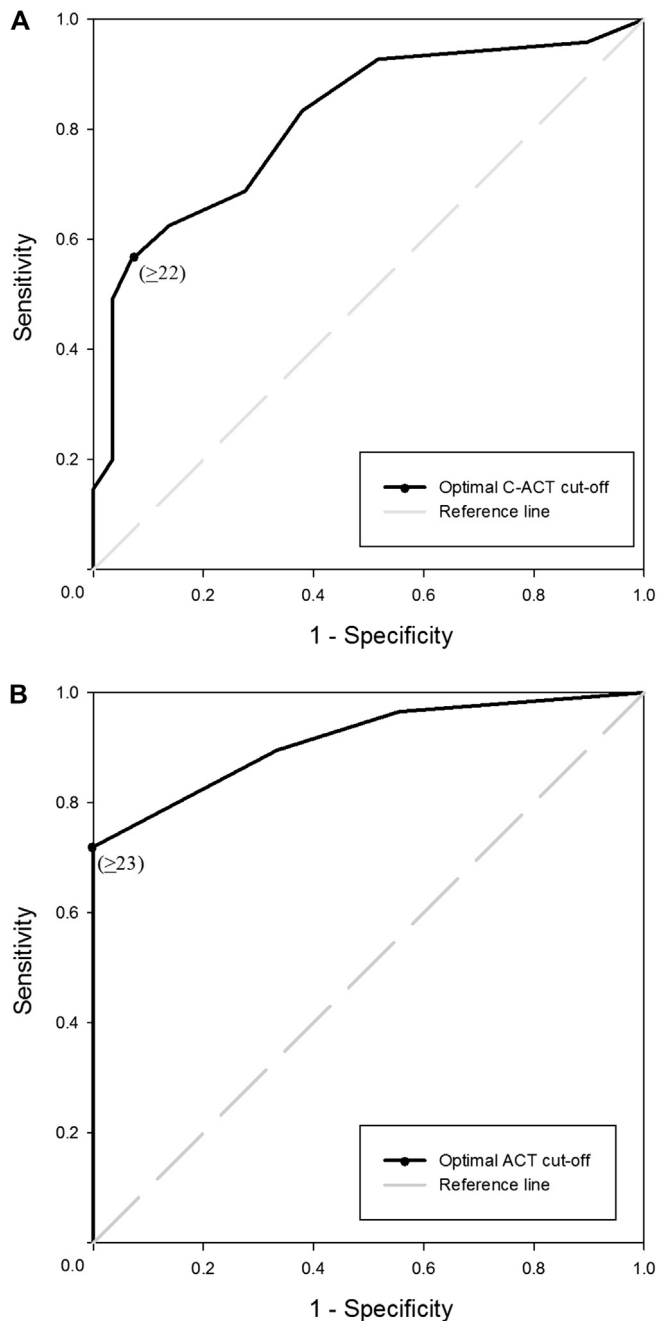 A
1.0
0.8
0.6
0.4
0.2
0.0
Sensitivity
(≥22)
Optimal C-ACT cut-off
Reference line
0.2
0.4
0.6
0.8
1.0
1 - Specificity
B
1.0
0.8
0.6
0.4
0.2
0.0
Sensitivity
(≥23)
Optimal ACT cut-off
Reference line
0.2
0.4
0.6
0.8
1.0
1 - Specificity